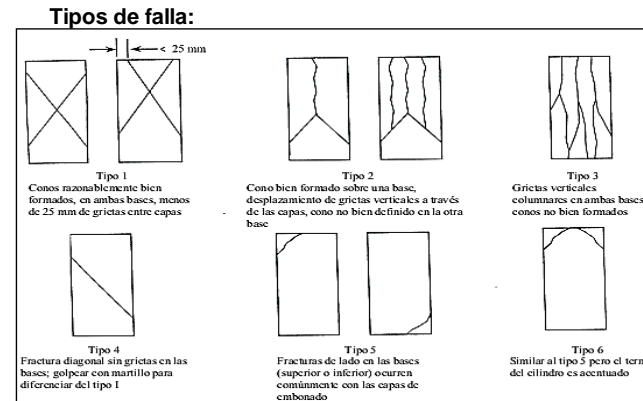 Tipos de falla:
< 25 mm
Tipo 1
Conos razonablemente bien
formados, en ambas bases, menos
de 25 mm de grietas entre capas
Tipo 2
Cono bien formado sobre una base,
desplazamiento de grietas verticales a través
de las capas, cono no bien definido en la otra
base
Tipo 3
Grietas verticales
columnares en ambas bases,
conos no bien formados
Tipo 4
Fractura diagonal sin grietas en las
bases; golpear con martillo para
diferenciar del tipo I
Tipo 5
Fracturas de lado en las bases
(superior o inferior) ocurren
comúnmente con las capas de
embonado
Tipo 6
Similar al tipo 5 pero el
del cilindro es acentuado